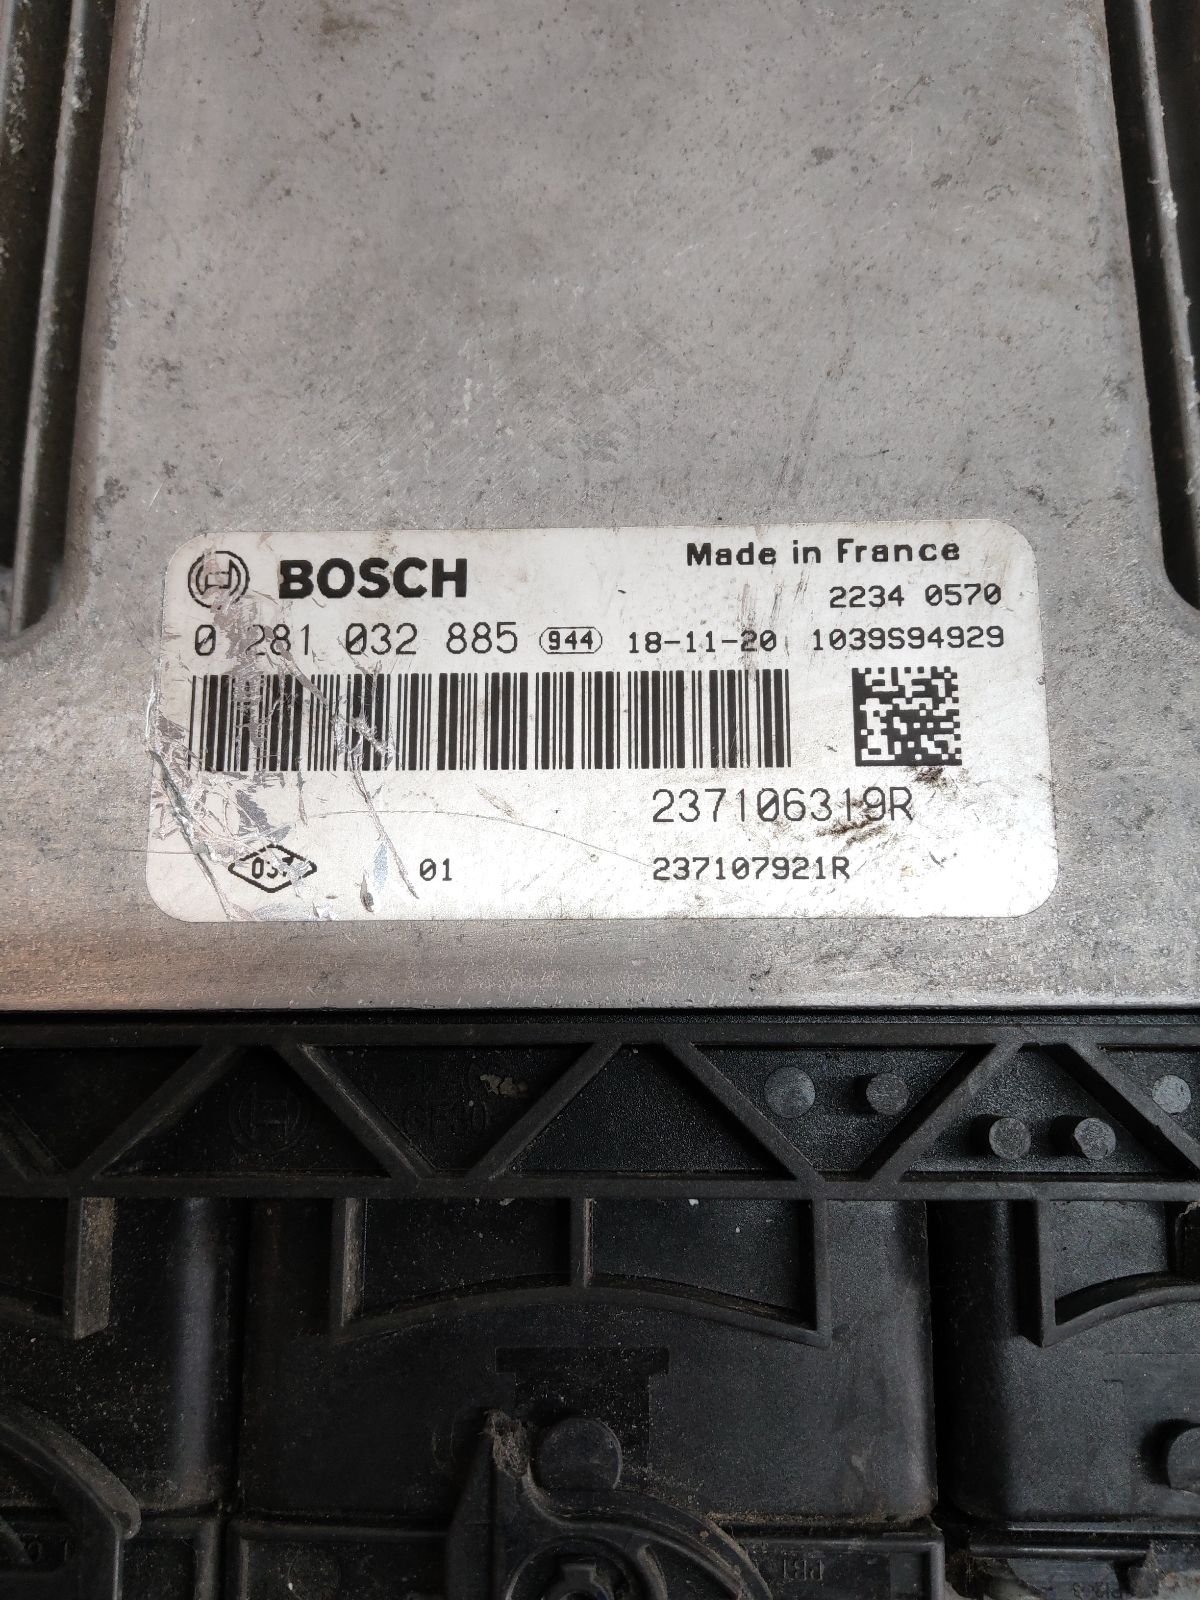 BOSCH
Made in France
2234 0570
0 281 032 885 944 18-11-20 1039S94929
237106319R
01
237107921R